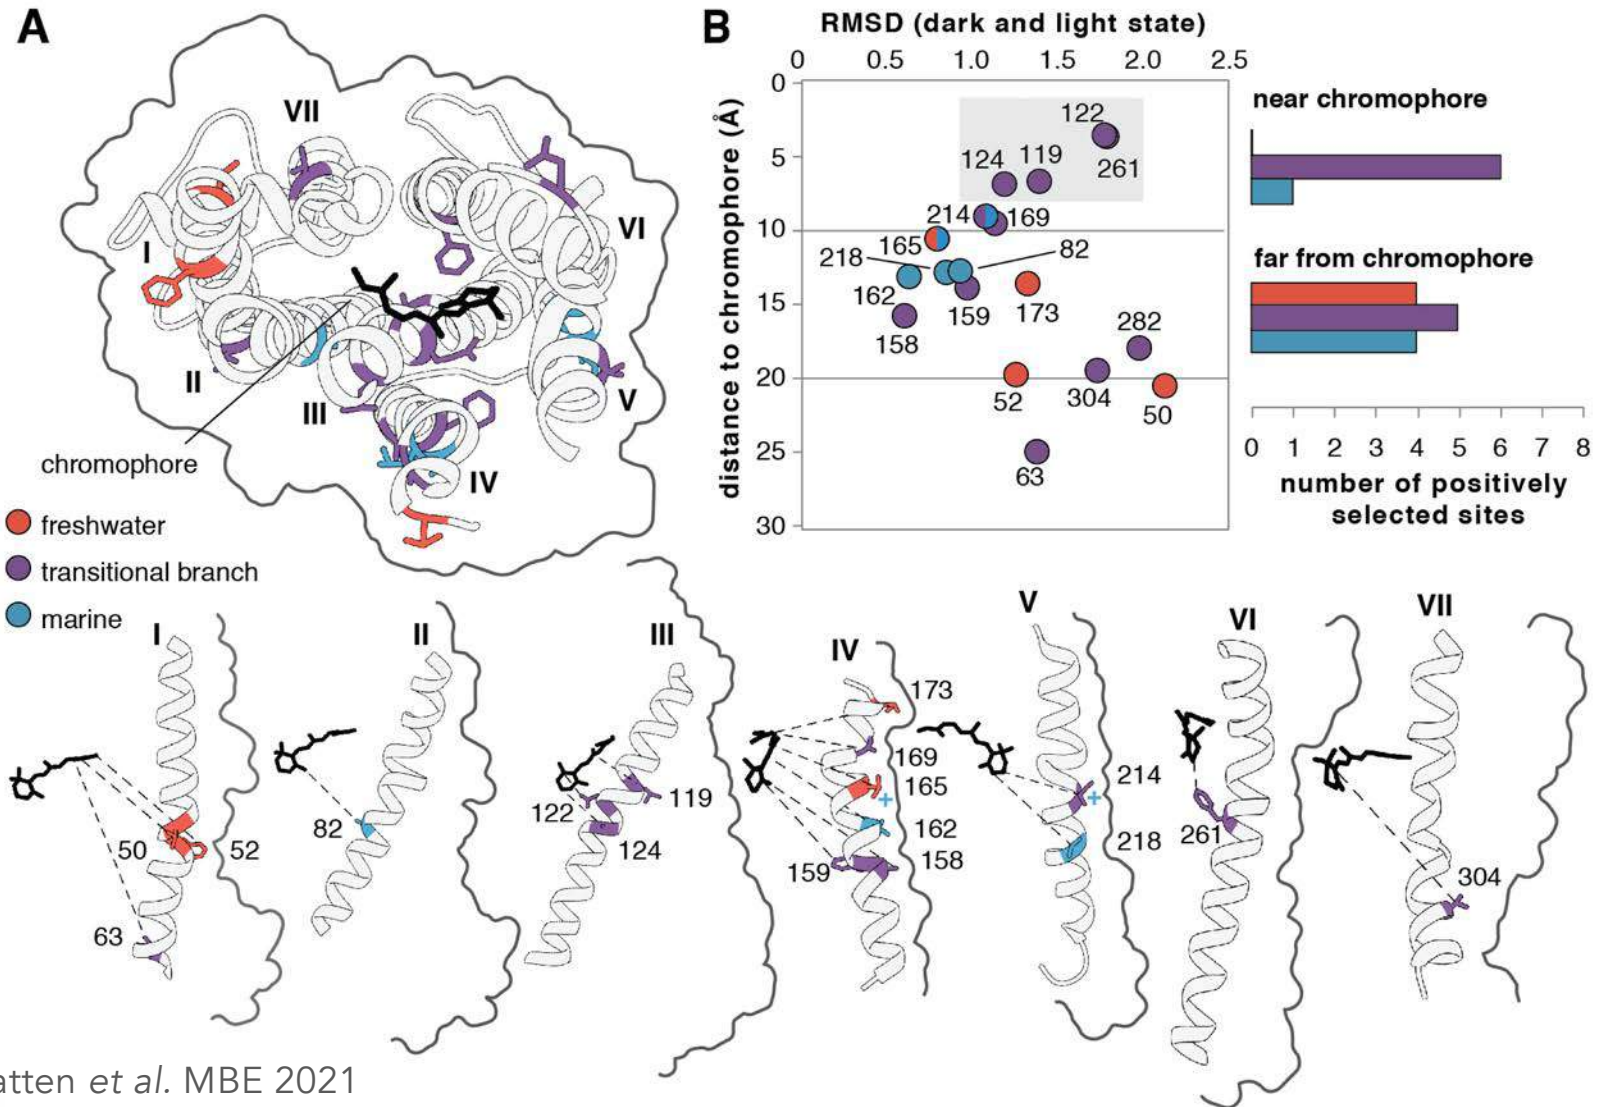 A
VII
VI
I
II
III
V
IV
chromophore
freshwater
transitional branch
marine
B
RMSD (dark and light state)
0 0.5 1.0 1.5 2.0 2.5
distance to chromophore (Å)
0
5
10
15
20
25
30
122
124 119
261
214 169
165
218 82
162
159 173
158
282
52 304
50
63
near chromophore
far from chromophore
0 1 2 3 4 5 6 7 8
number of positively
selected sites
I
50 52
63
II
82
III
122 119
124
IV
173
169
165
+
162
159 158
V
214
+
218
VI
261
VII
304
atten et al. MBE 2021